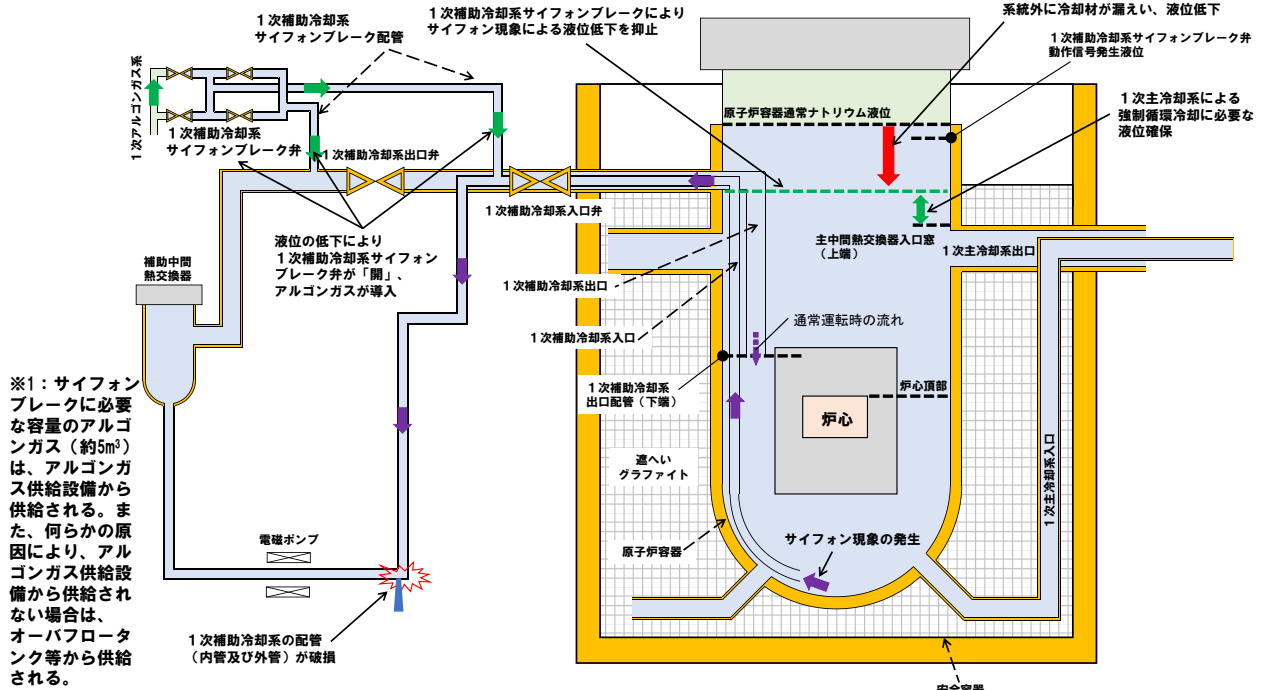 1次補助冷却系
サイフォンブレーク配管
1次補助冷却系サイフォンブレークにより
サイフォン現象による液位低下を抑止
系統外に冷却材が漏えい、液位低下
1次補助冷却系サイフォンブレーク弁
動作信号発生液位
1次アルゴンガス系
1次補助冷却系
サイフォンブレーク弁
1次補助冷却系出口弁
原子炉容器通常ナトリウム液位
1次主冷却系による
強制循環冷却に必要な
液位確保
1次補助冷却系入口弁
液位の低下により
1次補助冷却系サイフォン
ブレーク弁が「開」、
アルゴンガスが導入
主中間熱交換器入口窓
(上端)
1次主冷却系出口
補助中間
熱交換器
1次補助冷却系出口
1次補助冷却系入口
通常運転時の流れ
1次補助冷却系
出口配管(下端)
炉心頂部
炉心
※1:サイフォン
ブレークに必要
な容量のアルゴ
ンガス(約5m³)
は、アルゴンガ
ス供給設備から
供給される。ま
た、何らかの原
因により、アル
ゴンガス供給設
備から供給され
ない場合は、
オーバフロータ
ンク等から供給
される。
遮へい
グラファイト
1次主冷却系入口
電磁ポンプ
原子炉容器
サイフォン現象の発生
1次補助冷却系の配管
(内管及び外管)が破損
安全容器